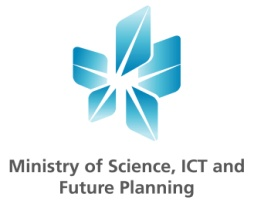 Ministry of Science, ICT and
Future Planning